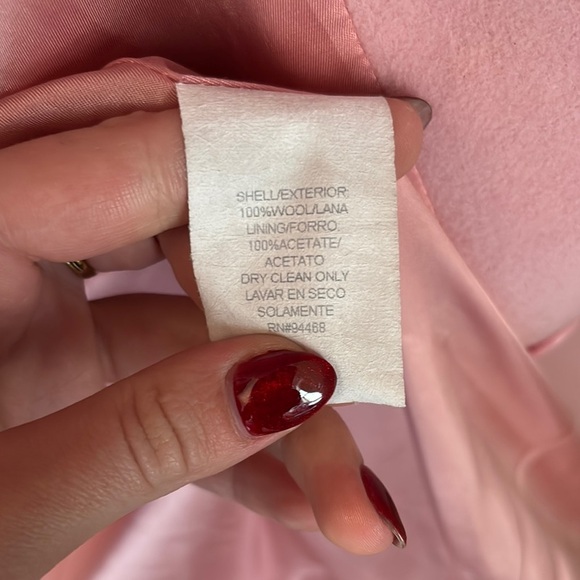 SHELL/EXTERIOR:
100%WOOL/LANA
LINING/FORRO:
100%ACETATE/
ACETATO
DRY CLEAN ONLY
LAVAR EN SECO
SOLAMENTE
RN#94468